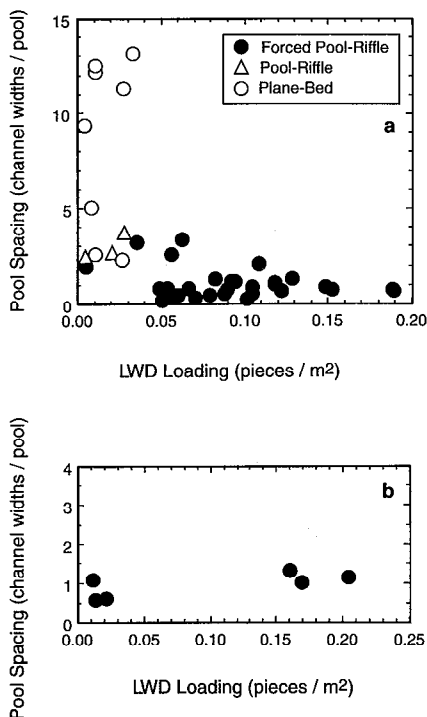 15
10
5
0
Pool Spacing (channel widths / pool)
Forced Pool-Riffle
Pool-Riffle
Plane-Bed
a
0.00 0.05 0.10 0.15 0.20
LWD Loading (pieces / m2)
4
3
2
1
0
Pool Spacing (channel widths / pool)
b
0.00 0.05 0.10 0.15 0.20 0.25
LWD Loading (pieces / m2)